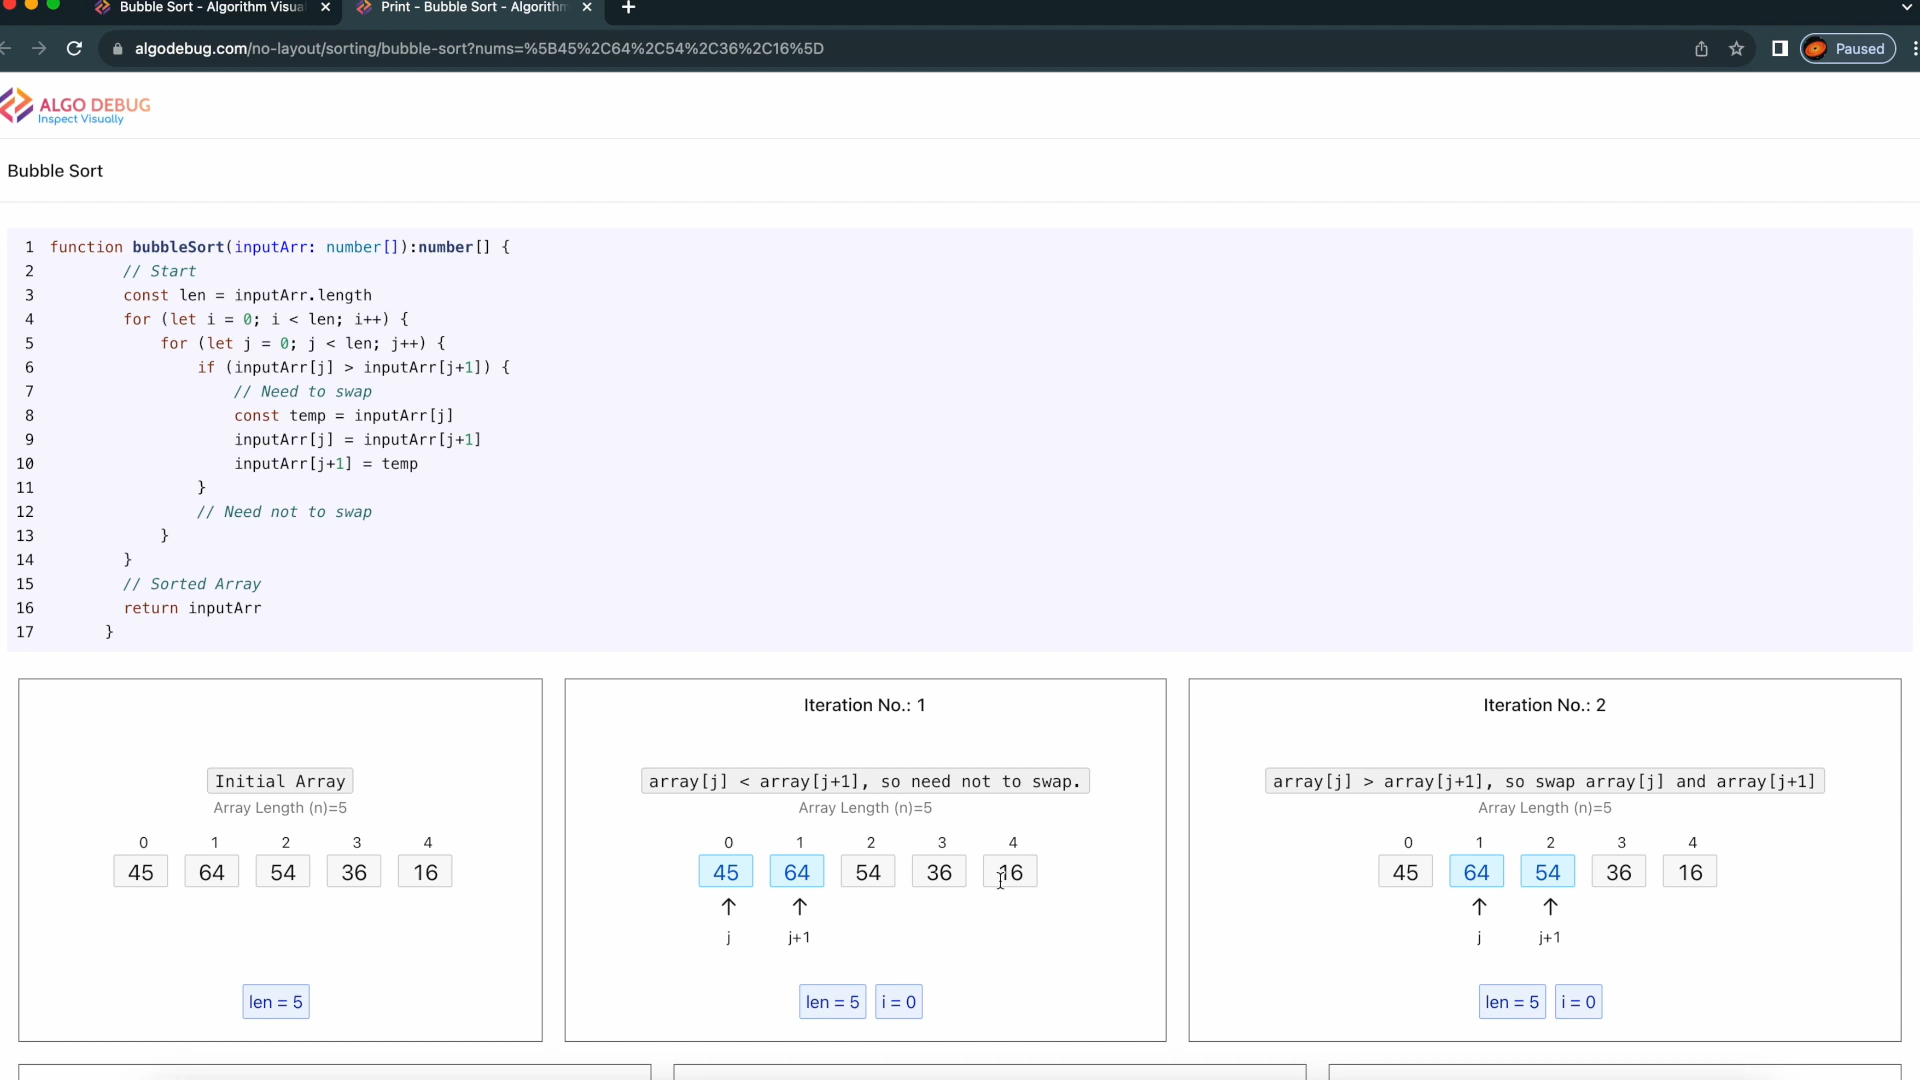 Bubble Sort - Algorithm Visua
Print - Bubble Sort - Algorithm
algodebug.com/no-layout/sorting/bubble-sort?nums=%5B45%2C64%2C54%2C36%2C16%5D
Paused
ALGO DEBUG
Inspect Visually
Bubble Sort
1 function bubbleSort(inputArr: number[]):number[] {
2 // Start
3 const len = inputArr.length
4 for (let i = 0; i < len; i++) {
5 for (let j = 0; j < len; j++) {
6 if (inputArr[j] > inputArr[j+1]) {
7 // Need to swap
8 const temp = inputArr[j]
9 inputArr[j] = inputArr[j+1]
10 inputArr[j+1] = temp
11 }
12 // Need not to swap
13 }
14 }
15 // Sorted Array
16 return inputArr
17 }
Initial Array
Array Length (n)=5
0 1 2 3 4
45 64 54 36 16
len = 5
Iteration No.: 1
array[j] < array[j+1], so need not to swap.
Array Length (n)=5
0 1 2 3 4
45 64 54 36 16
j j+1
len = 5 i = 0
Iteration No.: 2
array[j] > array[j+1], so swap array[j] and array[j+1]
Array Length (n)=5
0 1 2 3 4
45 64 54 36 16
j j+1
len = 5 i = 0